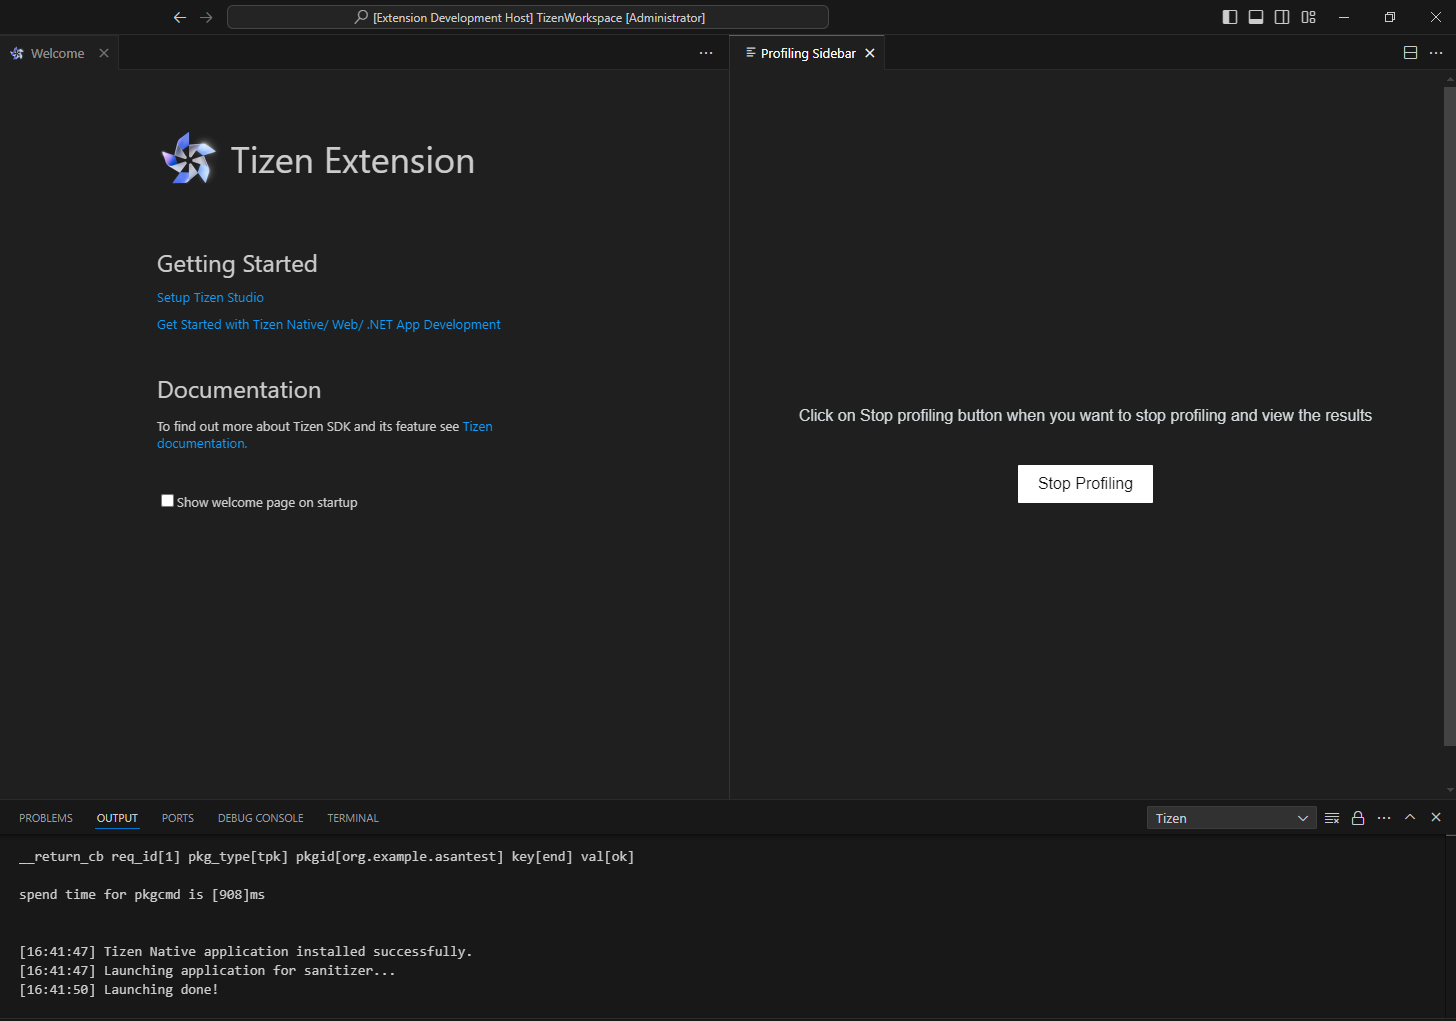 [Extension Development Host] TizenWorkspace [Administrator]
Welcome
Profiling Sidebar
Tizen Extension
Getting Started
Setup Tizen Studio
Get Started with Tizen Native/ Web/ .NET App Development
Documentation
To find out more about Tizen SDK and its feature see Tizen
documentation.
Show welcome page on startup
Click on Stop profiling button when you want to stop profiling and view the results
Stop Profiling
PROBLEMS OUTPUT PORTS DEBUG CONSOLE TERMINAL
Tizen
__return_cb req_id[1] pkg_type[tpk] pkgid[org.example.asantest] key[end] val[ok]
spend time for pkgcmd is [908]ms
[16:41:47] Tizen Native application installed successfully.
[16:41:47] Launching application for sanitizer...
[16:41:50] Launching done!